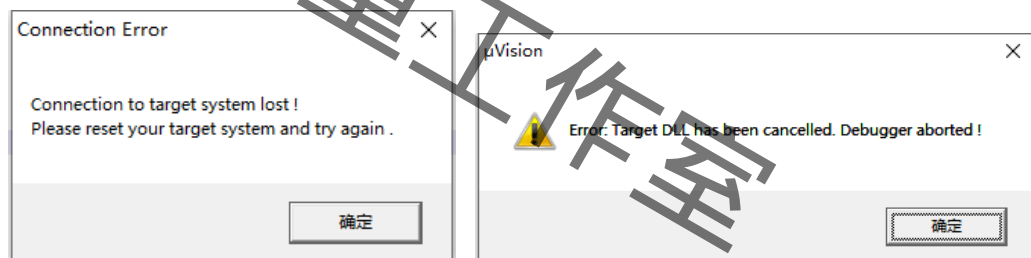 Connection Error
Connection to target system lost !
Please reset your target system and try again .
确定
µVision
Error: Target DLL has been cancelled. Debugger aborted !
确定
工作室